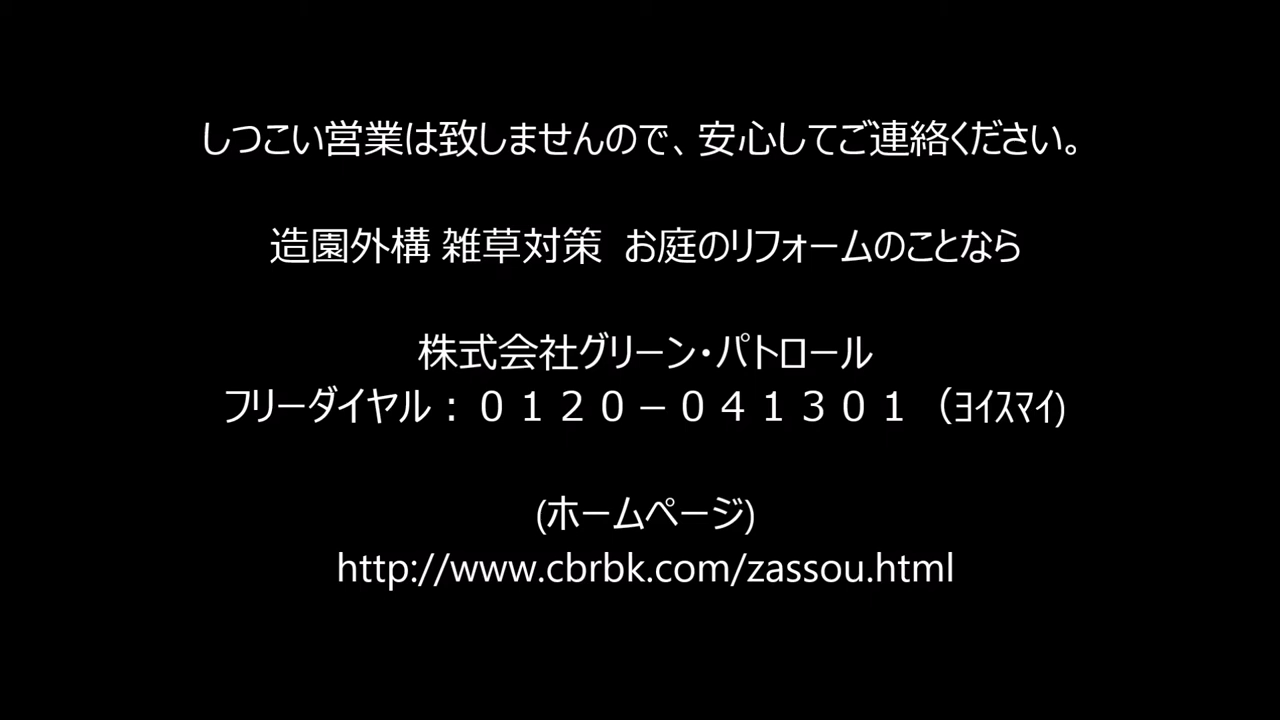 しつこい営業は致しませんので、安心してご連絡ください。
造園外構 雑草対策  お庭のリフォームのことなら
株式会社グリーン・パトロール
フリーダイヤル：０１２０－０４１３０１（ﾖｲｽﾏｲ)
(ホームページ)
http://www.cbrbk.com/zassou.html